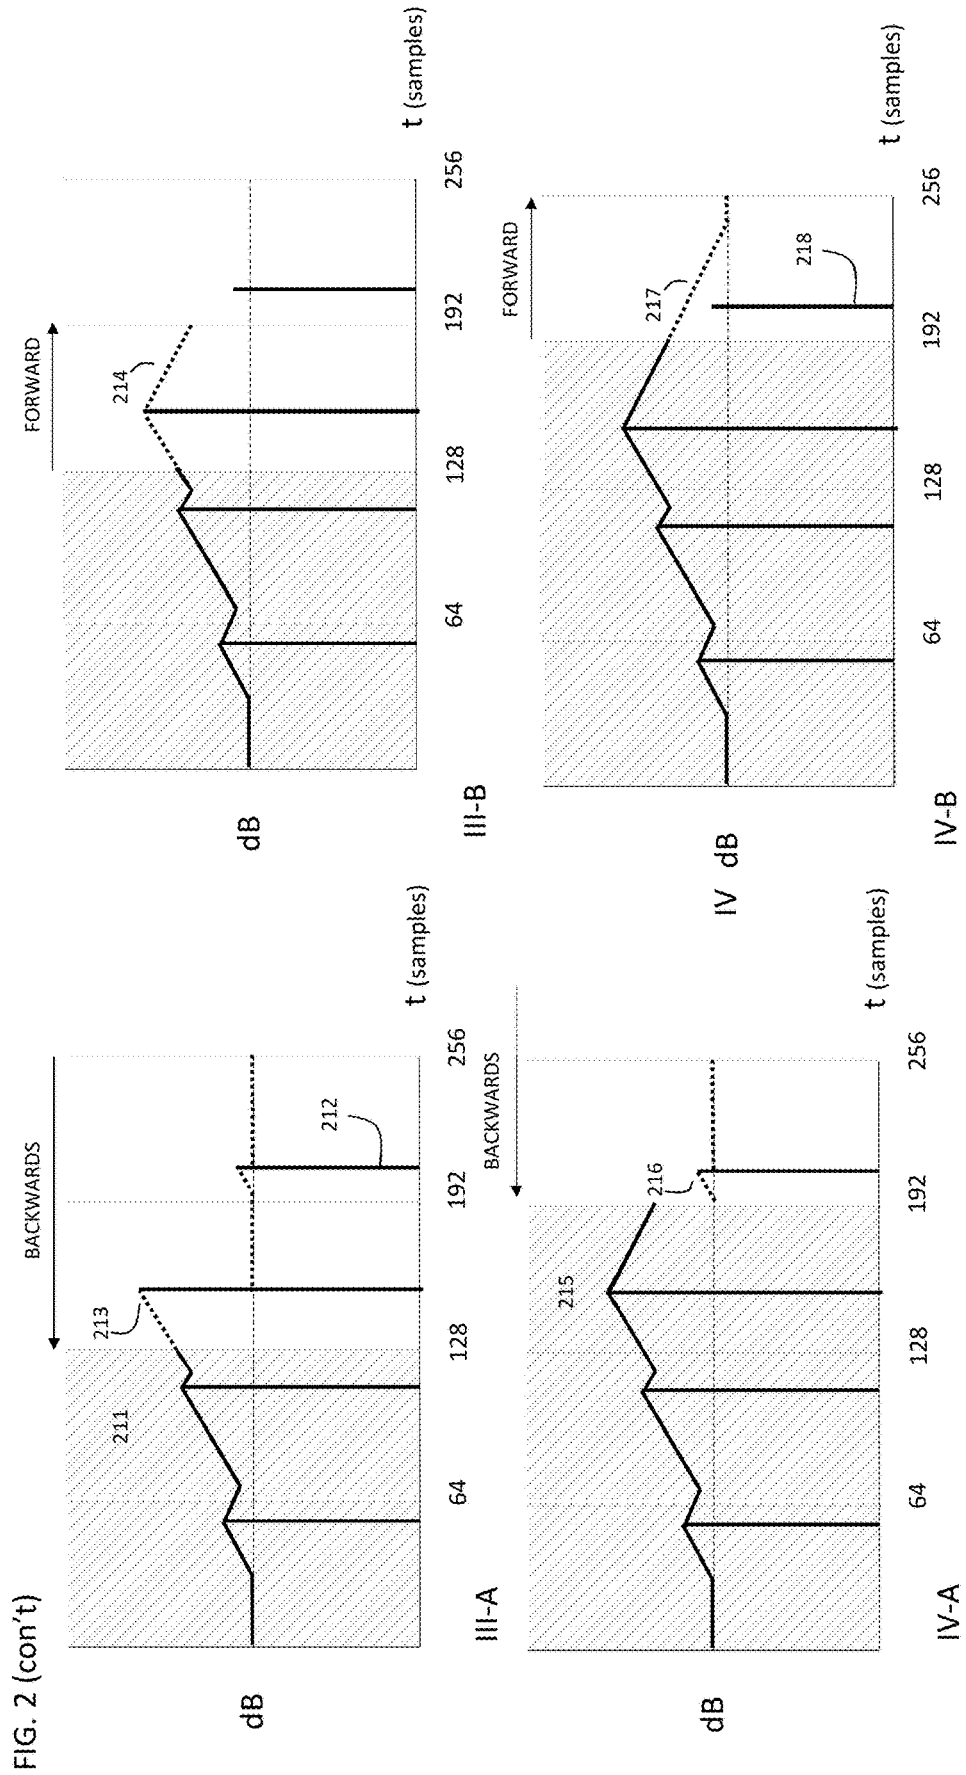 FIG. 2 (con't)
BACKWARDS
213
211
212
dB
64
128
192
256
t (samples)
III-A
FORWARD
214
dB
64
128
192
256
t (samples)
III-B
BACKWARDS
215
216
dB
64
128
192
256
t (samples)
IV-A
FORWARD
217
218
IV dB
64
128
192
256
t (samples)
IV-B